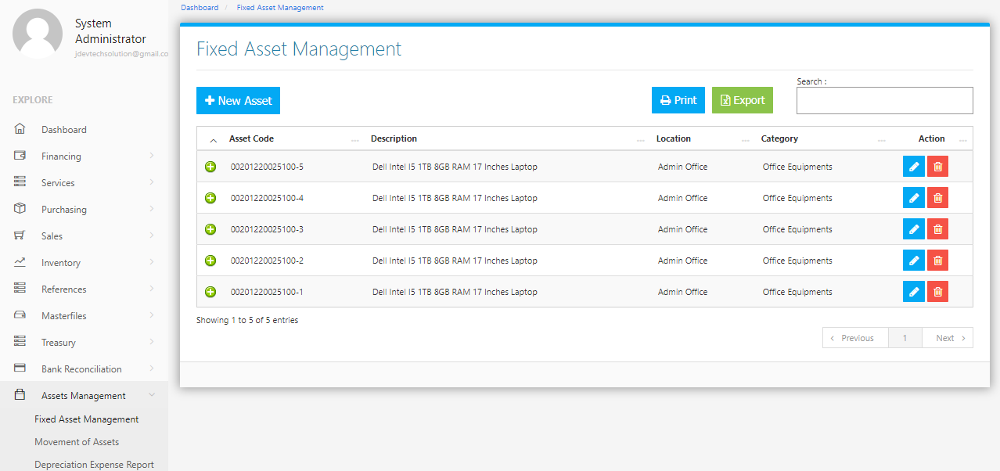 System
Administrator
jdevtechsolution@gmail.co
EXPLORE
Dashboard
Financing
Services
Purchasing
Sales
Inventory
References
Masterfiles
Treasury
Bank Reconciliation
Assets Management
Fixed Asset Management
Movement of Assets
Depreciation Expense Report
Dashboard / Fixed Asset Management
Fixed Asset Management
New Asset Print Export Search :
Asset Code Description Location Category Action
00201220025100-5 Dell Intel I5 1TB 8GB RAM 17 Inches Laptop Admin Office Office Equipments
00201220025100-4 Dell Intel I5 1TB 8GB RAM 17 Inches Laptop Admin Office Office Equipments
00201220025100-3 Dell Intel I5 1TB 8GB RAM 17 Inches Laptop Admin Office Office Equipments
00201220025100-2 Dell Intel I5 1TB 8GB RAM 17 Inches Laptop Admin Office Office Equipments
00201220025100-1 Dell Intel I5 1TB 8GB RAM 17 Inches Laptop Admin Office Office Equipments
Showing 1 to 5 of 5 entries
Previous 1 Next